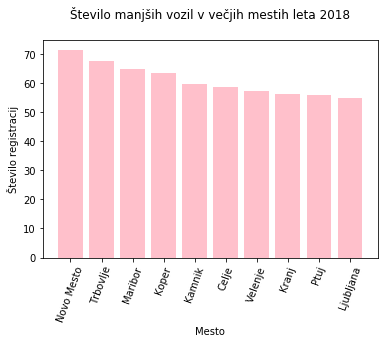 Število manjših vozil v večjih mestih leta 2018
Število registracij
70
60
50
40
30
20
10
0
Novo Mesto
Trbovlje
Maribor
Koper
Kamnik
Celje
Velenje
Kranj
Ptuj
Ljubljana
Mesto